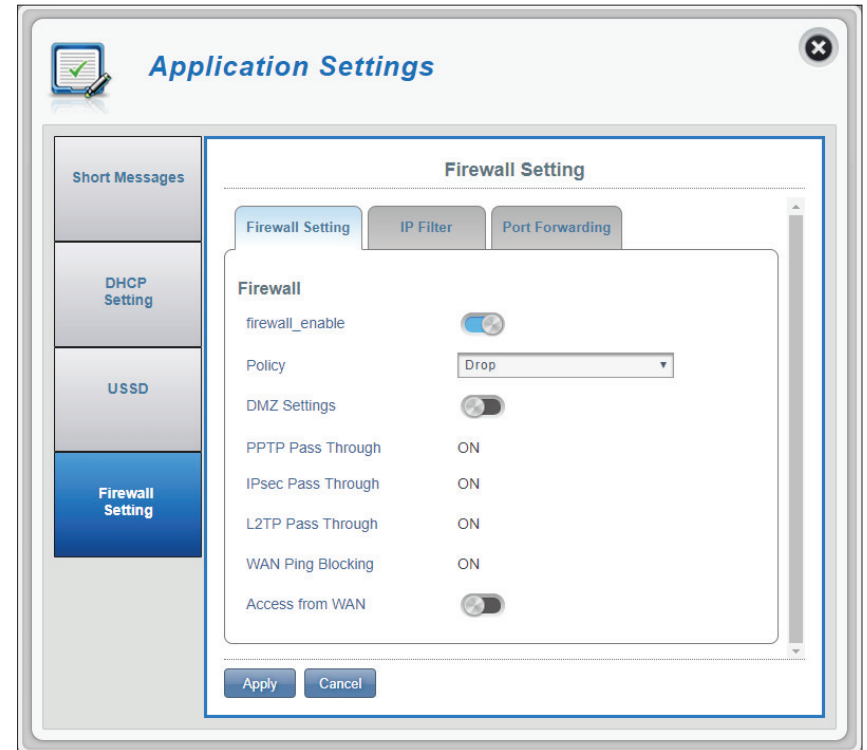 Application Settings
Short Messages
DHCP
Setting
USSD
Firewall
Setting
Firewall Setting
Firewall Setting
IP Filter
Port Forwarding
Firewall
firewall_enable
Policy
Drop
DMZ Settings
PPTP Pass Through
ON
IPsec Pass Through
ON
L2TP Pass Through
ON
WAN Ping Blocking
ON
Access from WAN
Apply
Cancel